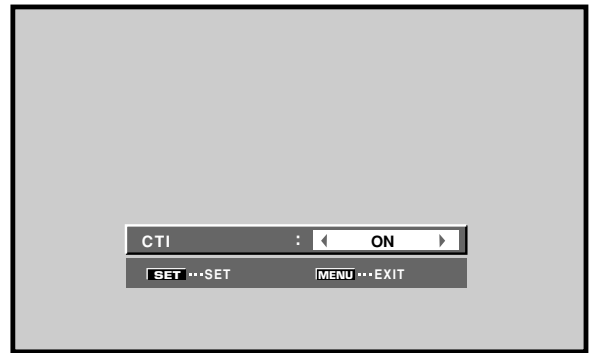 CTI : ◀ ON ▶
SET ···SET MENU ···EXIT